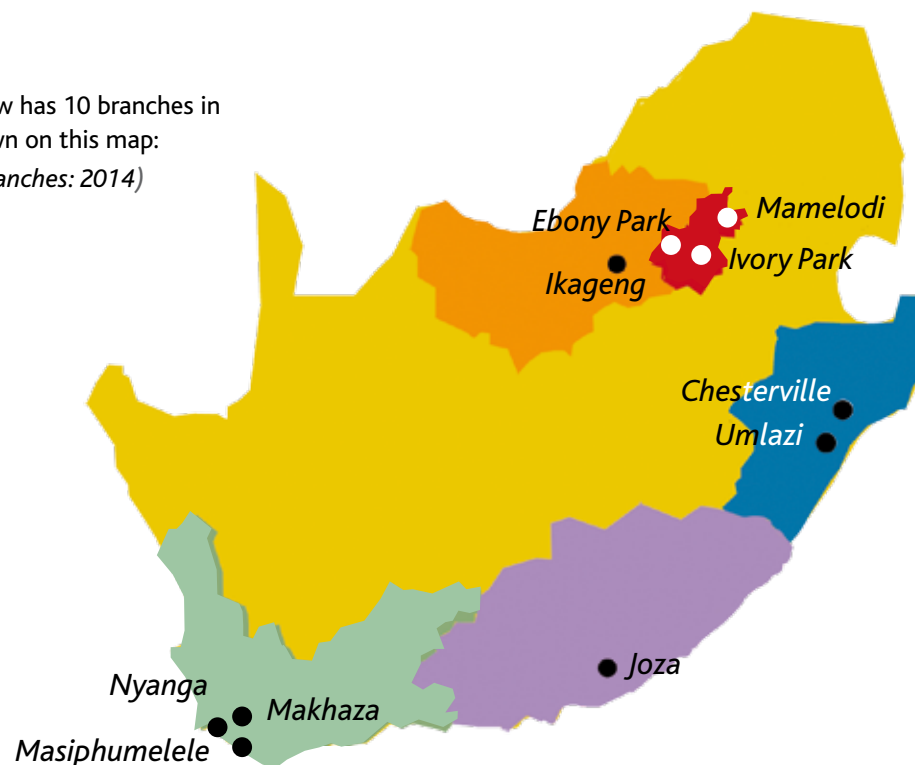 w has 10 branches in
wn on this map:
anches: 2014)
Ebony Park
Mamelodi
Ivory Park
Ikageng
Chesterville
Umlazi
Joza
Nyanga
Makhaza
Masiphumelele